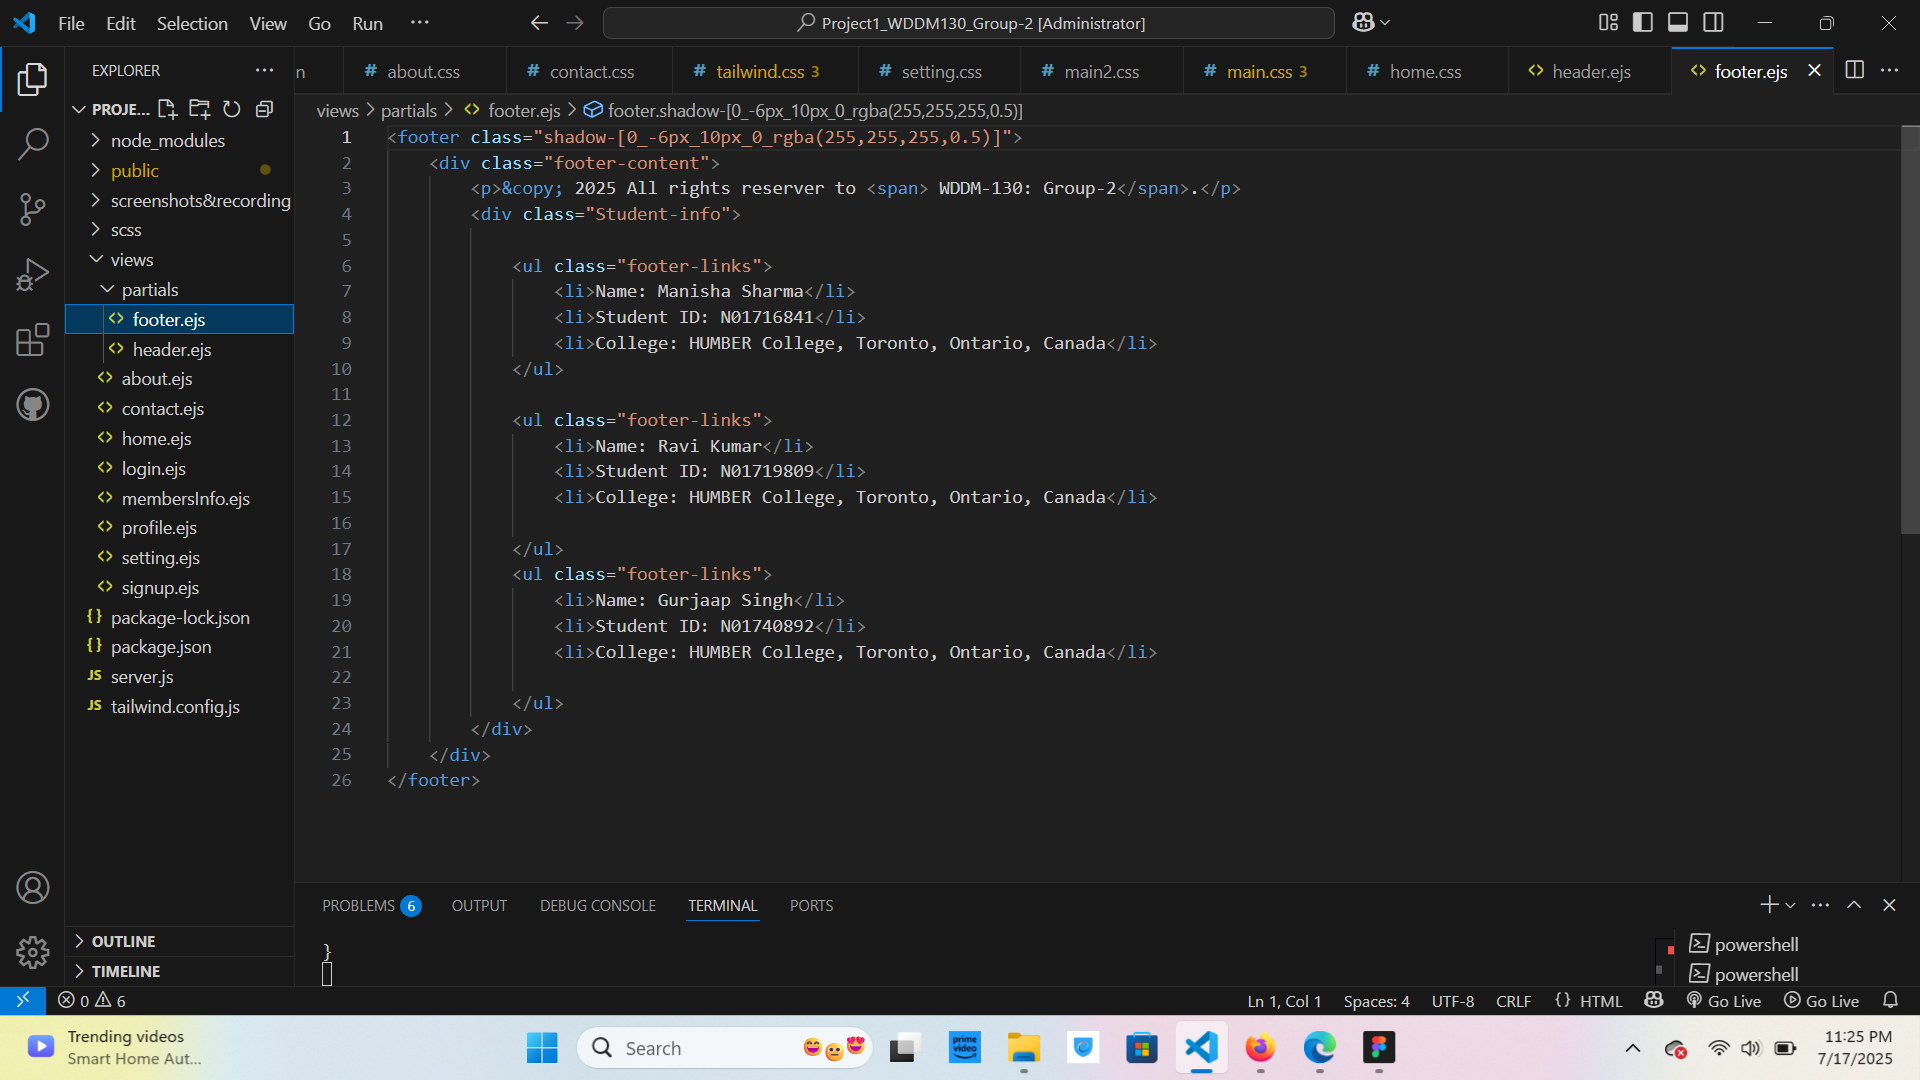 File Edit Selection View Go Run ···
Project1_WDDM130_Group-2 [Administrator]
EXPLORER
n
# about.css
# contact.css
# tailwind.css 3
# setting.css
# main2.css
# main.css 3
# home.css
<> header.ejs
<> footer.ejs
PROJE...
views > partials > <> footer.ejs > footer.shadow-[0_-6px_10px_0_rgba(255,255,255,0.5)]
node_modules
public
screenshots&recording
scss
views
partials
<> footer.ejs
<> header.ejs
<> about.ejs
<> contact.ejs
<> home.ejs
<> login.ejs
<> membersInfo.ejs
<> profile.ejs
<> setting.ejs
<> signup.ejs
{} package-lock.json
{} package.json
JS server.js
JS tailwind.config.js
OUTLINE
TIMELINE
1 <footer class="shadow-[0_-6px_10px_0_rgba(255,255,255,0.5)]">
2 <div class="footer-content">
3 <p>&copy; 2025 All rights reserver to <span> WDDM-130: Group-2</span>.</p>
4 <div class="Student-info">
5
6 <ul class="footer-links">
7 <li>Name: Manisha Sharma</li>
8 <li>Student ID: N01716841</li>
9 <li>College: HUMBER College, Toronto, Ontario, Canada</li>
10 </ul>
11
12 <ul class="footer-links">
13 <li>Name: Ravi Kumar</li>
14 <li>Student ID: N01719809</li>
15 <li>College: HUMBER College, Toronto, Ontario, Canada</li>
16
17 </ul>
18 <ul class="footer-links">
19 <li>Name: Gurjaap Singh</li>
20 <li>Student ID: N01740892</li>
21 <li>College: HUMBER College, Toronto, Ontario, Canada</li>
22
23 </ul>
24 </div>
25 </div>
26 </footer>
PROBLEMS 6 OUTPUT DEBUG CONSOLE TERMINAL PORTS
}
powershell
powershell
0 6
Ln 1, Col 1 Spaces: 4 UTF-8 CRLF {} HTML Go Live Go Live
Trending videos
Smart Home Aut...
Search
prime video
11:25 PM
7/17/2025